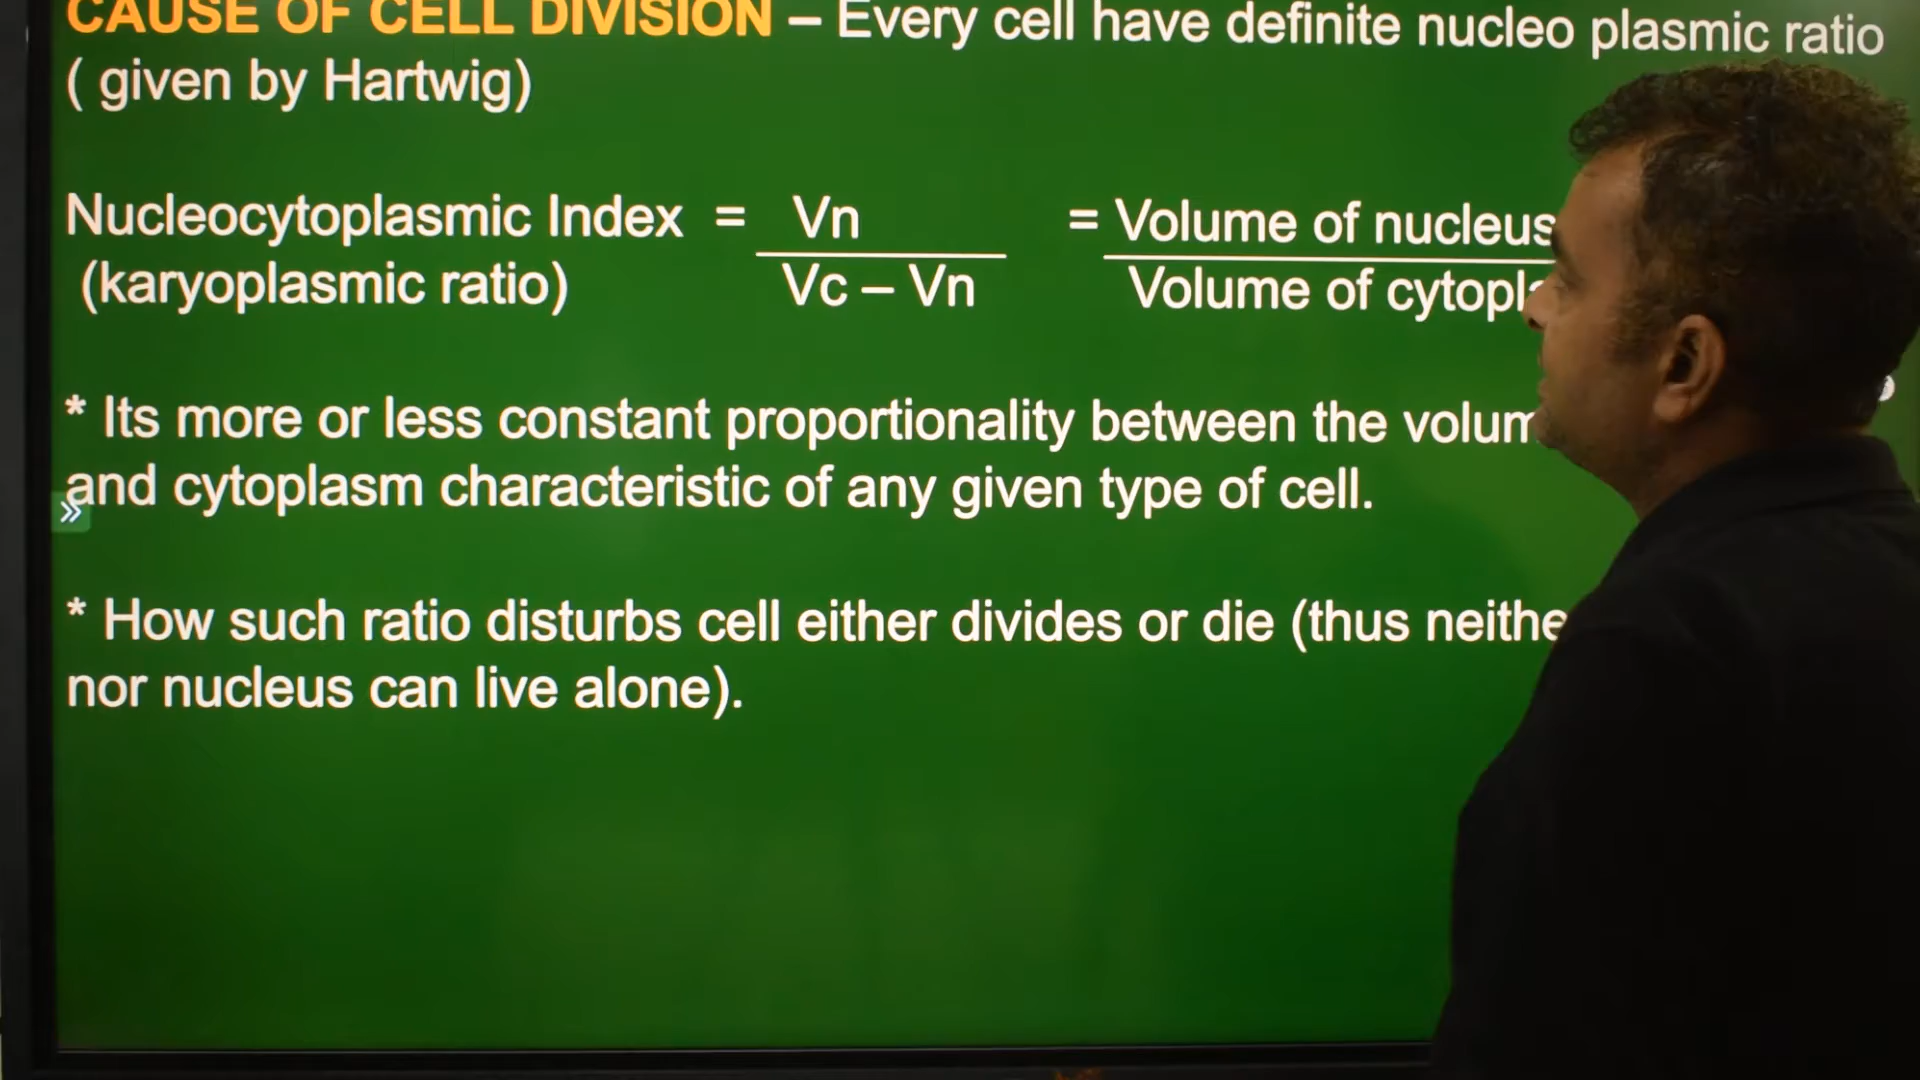 CAUSE OF CELL DIVISION – Every cell have definite nucleo plasmic ratio
( given by Hartwig)
Nucleocytoplasmic Index = Vn = Volume of nucleus
(karyoplasmic ratio) Vc – Vn Volume of
* Its more or less constant proportionality between the
and cytoplasm characteristic of any given type of cell.
* How such ratio disturbs cell either divides or die (thus
nor nucleus can live alone).